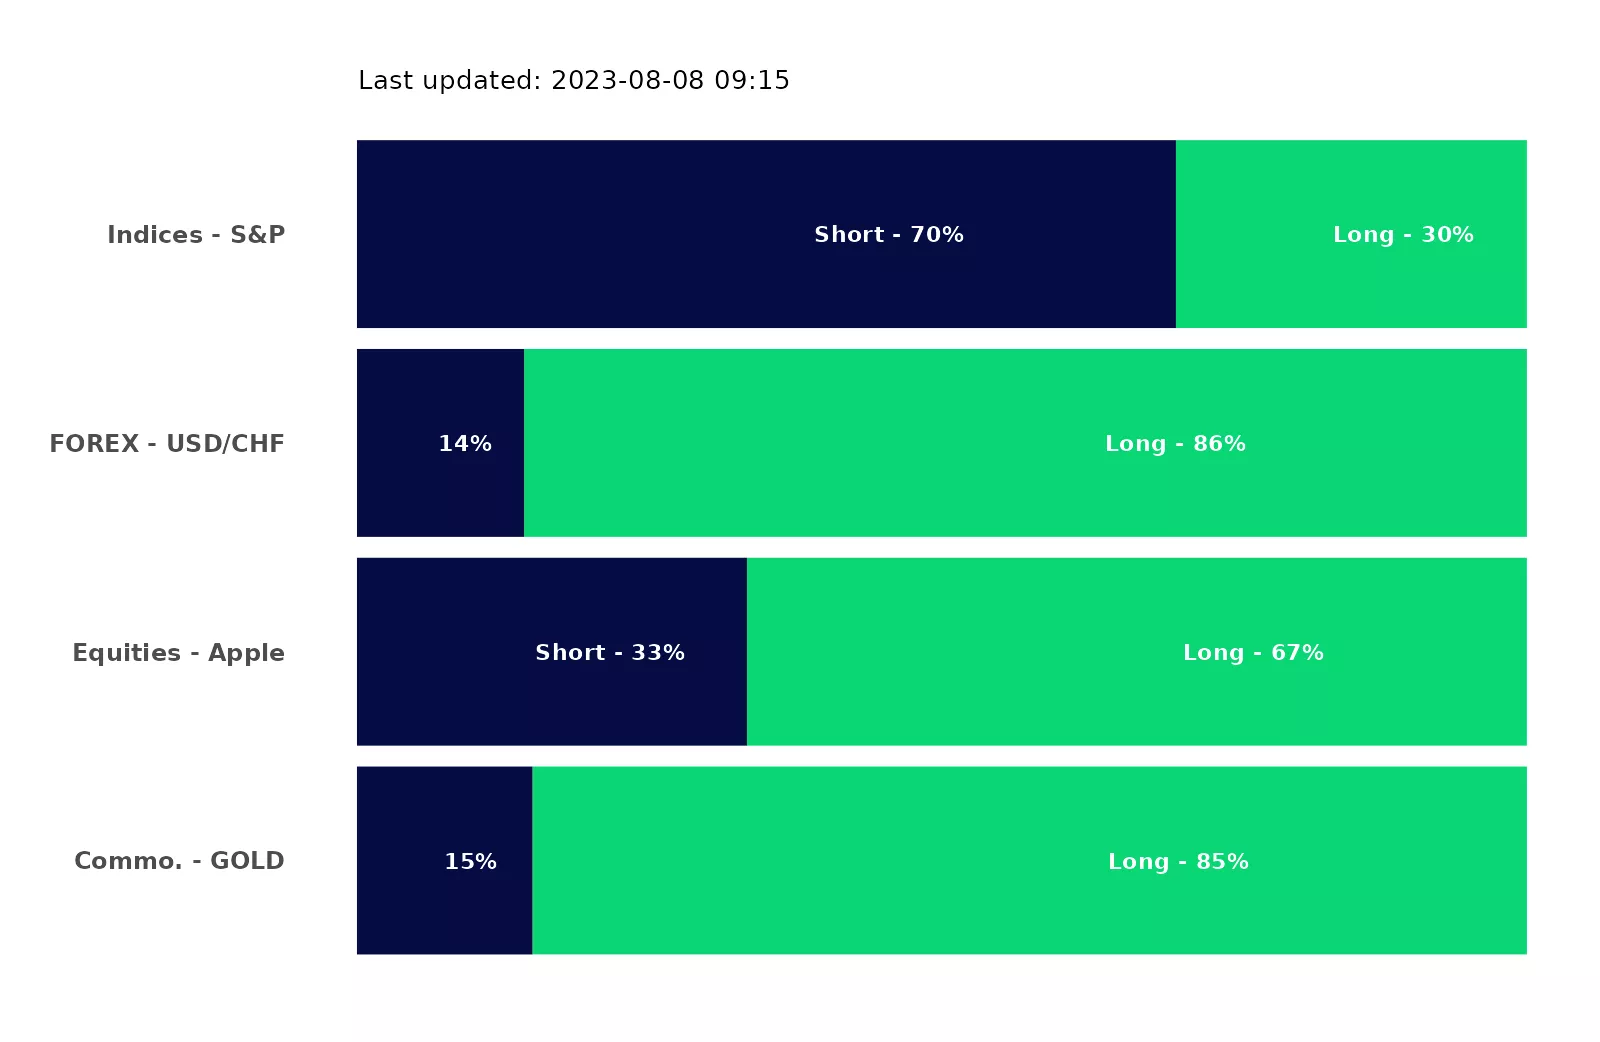 Last updated: 2023-08-08 09:15
Indices - S&P
Short - 70%
Long - 30%
FOREX - USD/CHF
14%
Long - 86%
Equities - Apple
Short - 33%
Long - 67%
Commo. - GOLD
15%
Long - 85%